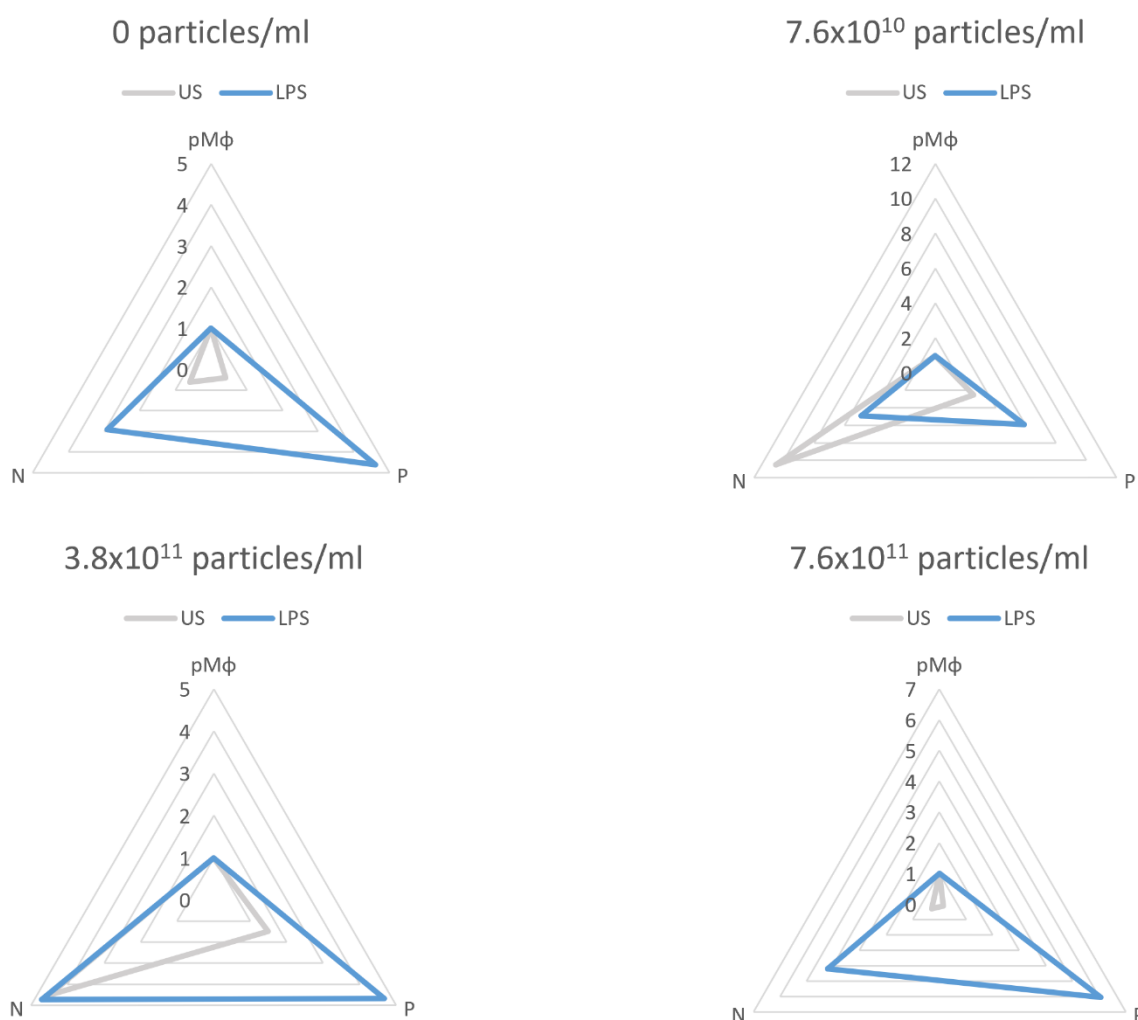 0 particles/ml
US LPS
pMφ
5
4
3
2
1
0
N P
7.6x10¹⁰ particles/ml
US LPS
pMφ
12
10
8
6
4
2
0
N P
3.8x10¹¹ particles/ml
US LPS
pMφ
5
4
3
2
1
0
N P
7.6x10¹¹ particles/ml
US LPS
pMφ
7
6
5
4
3
2
1
0
N P